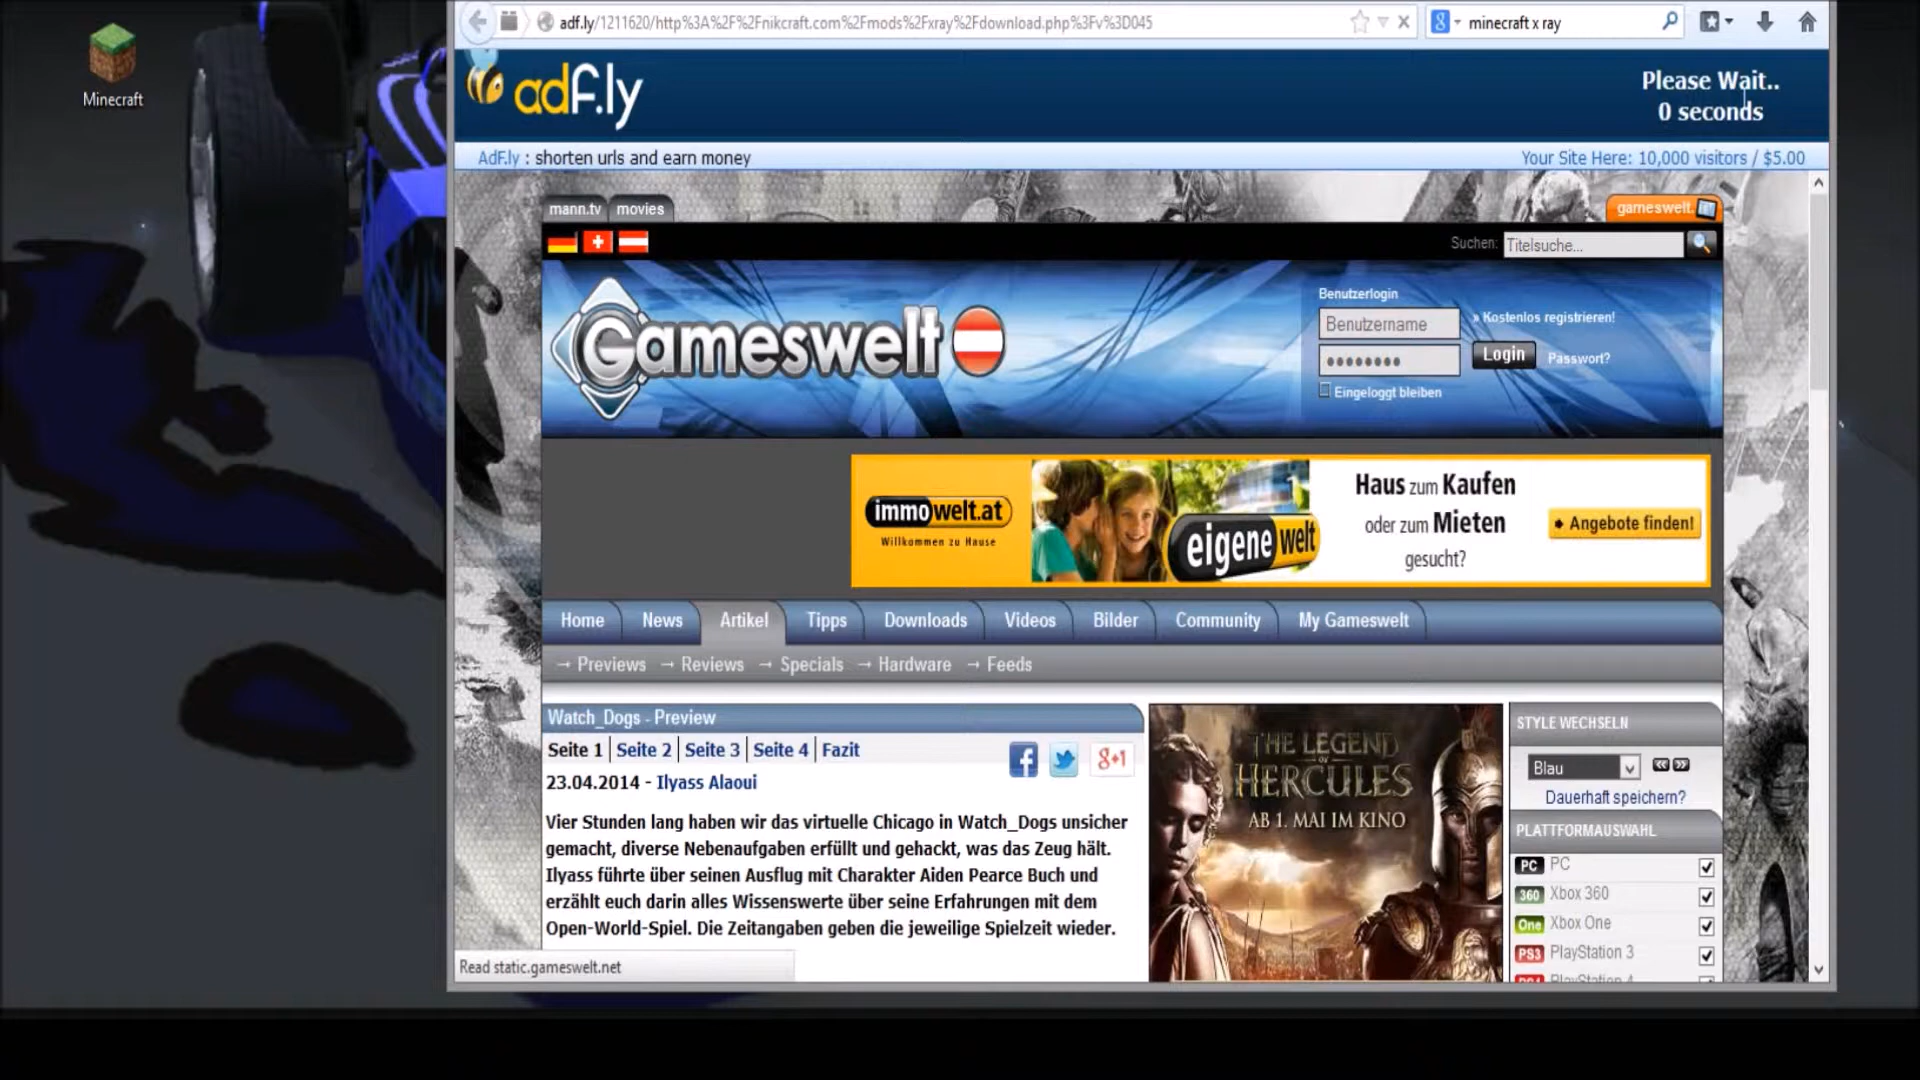 Minecraft
adf.ly/1211620/http%3A%2F%2Fnikcraft.com%2Fmods%2Fxray%2Fdownload.php%3Fv%3D045
minecraft x ray
adf.ly
Please Wait..
0 seconds
AdF.ly : shorten urls and earn money
Your Site Here: 10,000 visitors / $5.00
mann.tv movies
gameswelt.
Suchen: Titelsuche...
Gameswelt
Benutzerlogin
Benutzername
» Kostenlos registrieren!
Login
Passwort?
Eingeloggt bleiben
immowelt.at
Willkommen zu Hause
eigene welt
Haus zum Kaufen
oder zum Mieten
gesucht?
Angebote finden!
Home News Artikel Tipps Downloads Videos Bilder Community My Gameswelt
→ Previews → Reviews → Specials → Hardware → Feeds
Watch_Dogs - Preview
Seite 1 | Seite 2 | Seite 3 | Seite 4 | Fazit
8+1
23.04.2014 - Ilyass Alaoui
Vier Stunden lang haben wir das virtuelle Chicago in Watch_Dogs unsicher
gemacht, diverse Nebenaufgaben erfüllt und gehackt, was das Zeug hält.
Ilyass führte über seinen Ausflug mit Charakter Aiden Pearce Buch und
erzählt euch darin alles Wissenswerte über seine Erfahrungen mit dem
Open-World-Spiel. Die Zeitangaben geben die jeweilige Spielzeit wieder.
THE LEGEND
OF
HERCULES
AB 1. MAI IM KINO
STYLE WECHSELN
Blau
Dauerhaft speichern?
PLATTFORMAUSWAHL
PC PC
360 Xbox 360
One Xbox One
PS3 PlayStation 3
PS4 PlayStation 4
Read static.gameswelt.net